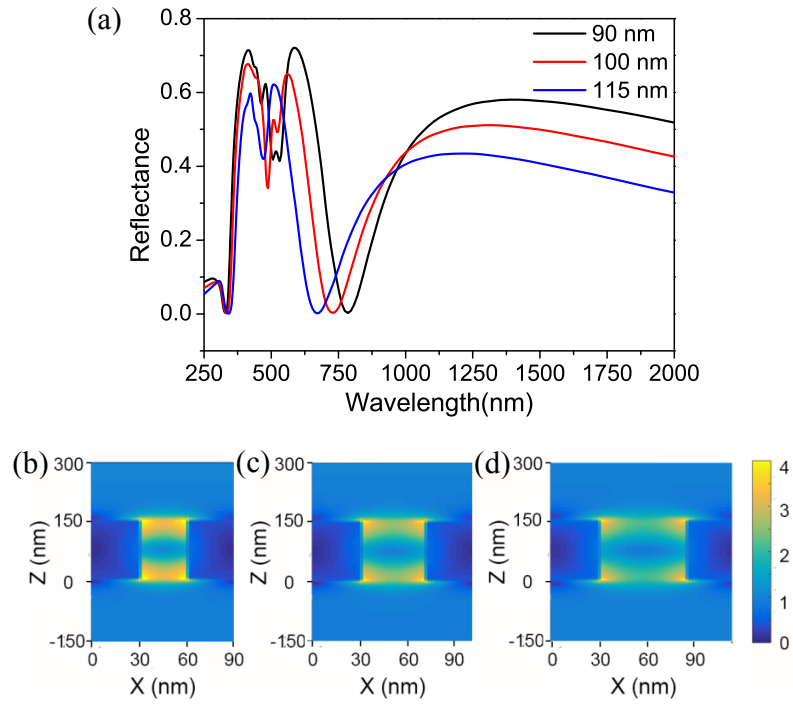 (a)
0.8
0.6
0.4
0.2
0.0
Reflectance
90 nm
100 nm
115 nm
250 500 750 1000 1250 1500 1750 2000
Wavelength(nm)
(b)
300
150
0
-150
Z (nm)
0 30 60 90
X (nm)
(c)
300
150
0
-150
Z (nm)
0 30 60 90
X (nm)
(d)
300
150
0
-150
Z (nm)
0 30 60 90
X (nm)
4
3
2
1
0